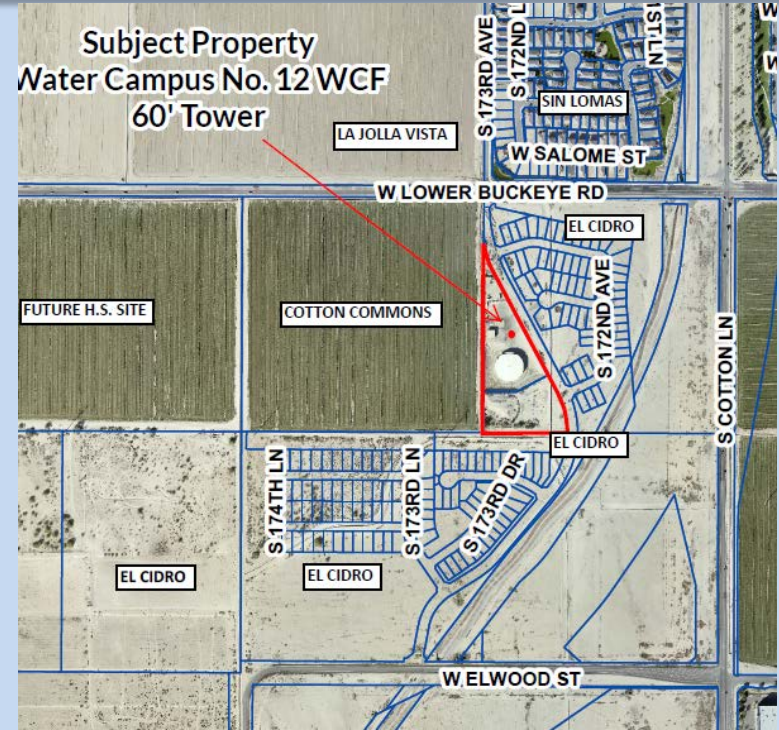 Subject Property
Water Campus No. 12 WCF
60' Tower
S 173RD AVE
S 172ND L
1ST LN
W
W
SIN LOMAS
LA JOLLA VISTA
W SALOME ST
W LOWER BUCKEYE RD
EL CIDRO
FUTURE H.S. SITE
COTTON COMMONS
S 172ND AVE
S COTTON LN
EL CIDRO
S 174TH LN
S 173RD LN
S 173RD DR
EL CIDRO
EL CIDRO
W ELWOOD ST